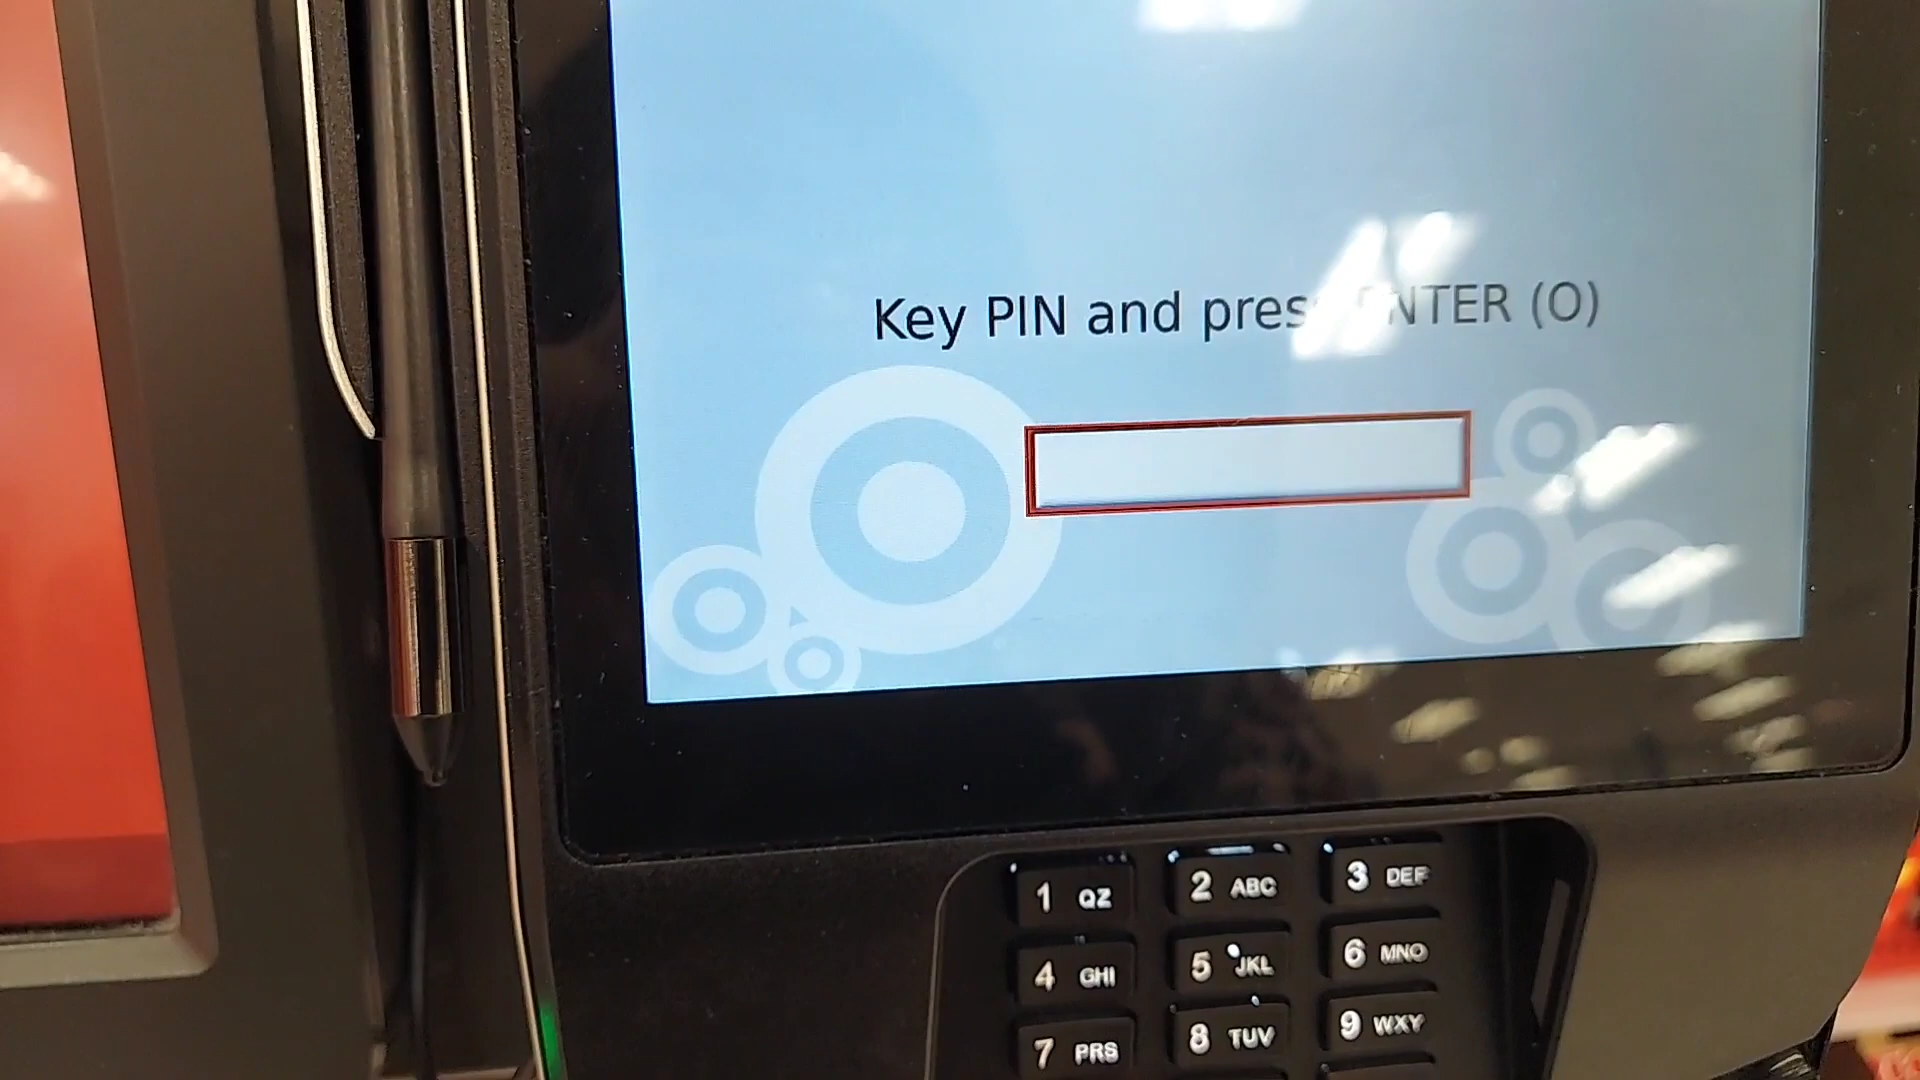 Key PIN and press ENTER (O)
1 QZ 2 ABC 3 DEF
4 GHI 5 JKL 6 MNO
7 PRS 8 TUV 9 WXY